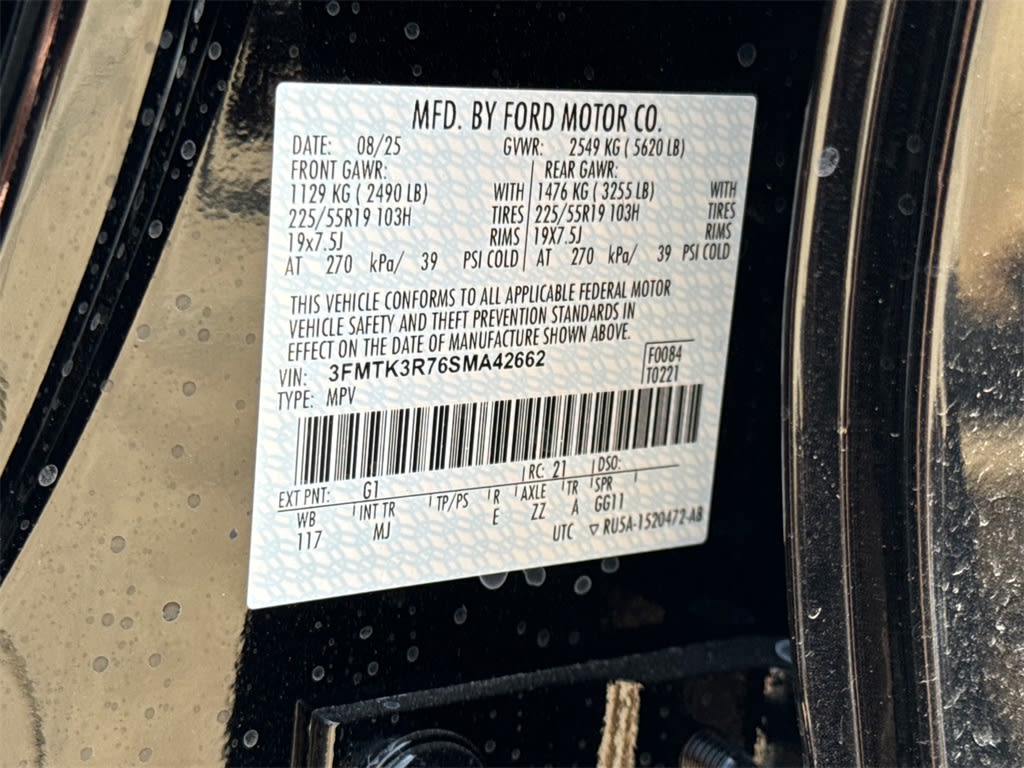 MFD. BY FORD MOTOR CO.
DATE: 08/25 GVWR: 2549 KG ( 5620 LB)
FRONT GAWR: REAR GAWR:
1129 KG ( 2490 LB) WITH 1476 KG ( 3255 LB) WITH
225/55R19 103H TIRES 225/55R19 103H TIRES
19x7.5J RIMS 19X7.5J RIMS
AT 270 kPa/ 39 PSI COLD AT 270 kPa/ 39 PSI COLD
THIS VEHICLE CONFORMS TO ALL APPLICABLE FEDERAL MOTOR
VEHICLE SAFETY AND THEFT PREVENTION STANDARDS IN
EFFECT ON THE DATE OF MANUFACTURE SHOWN ABOVE.
VIN: 3FMTK3R76SMA42662 F0084
TYPE: MPV T0221
EXT PNT: G1 RC: 21 DSO:
WB INT TR TP/PS R AXLE TR SPR
117 MJ E ZZ A GG11
UTC ▽ RU5A-1520472-AB